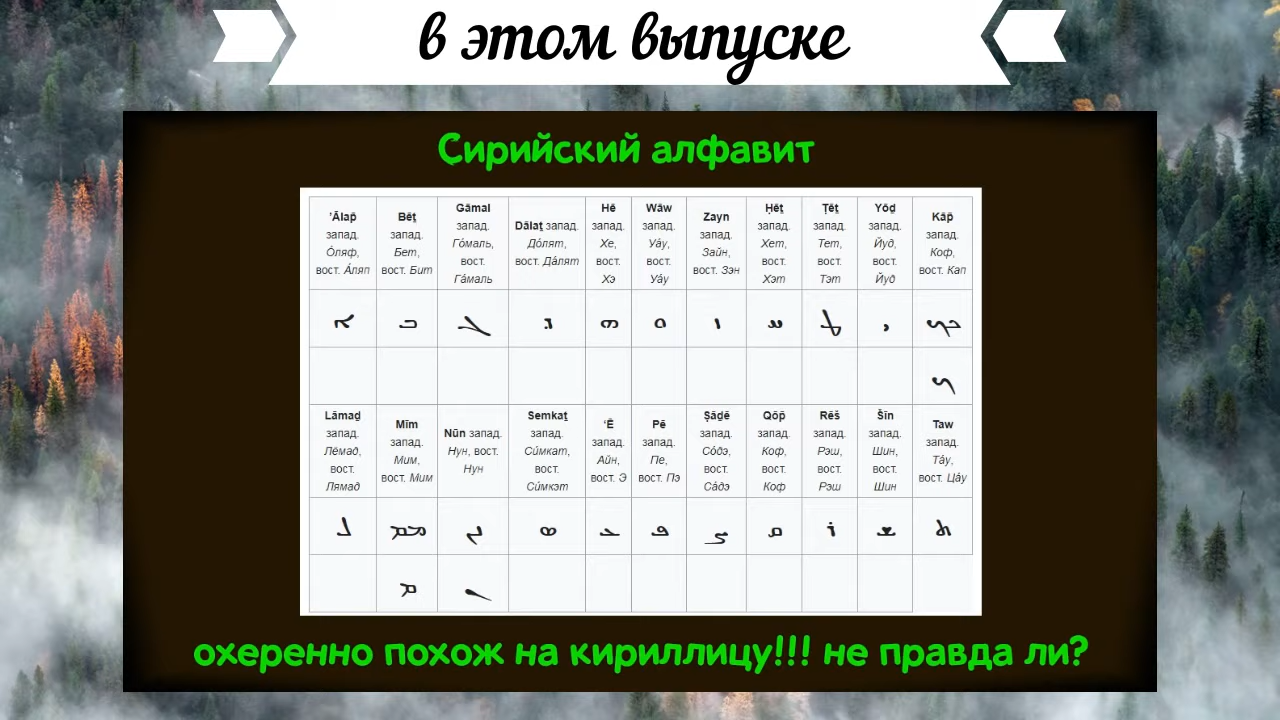 в этом выпуске
Сирийский алфавит
ʾĀlap̄ запад. Óляф, вост. Áляп
Bēṯ запад. Бет, вост. Бит
Gāmal запад. Гóмаль, вост. Гáмаль
Dālaṯ запад. Дóлят, вост. Дáлят
Hē запад. Хе, вост. Хэ
Wāw запад. Уáу, вост. Уáу
Zayn запад. Зайн, вост. Зэн
Ḥēṯ запад. Хет, вост. Хэт
Ṭēṯ запад. Тет, вост. Тэт
Yōḏ запад. Йуд, вост. Йуд
Kāp̄ запад. Коф, вост. Кап
ܐ ܒ ܓ ܕ ܗ ܘ ܙ ܚ ܛ ܝ ܟܟ
ܟ
Lāmaḏ запад. Лёмад, вост. Лямад
Mīm запад. Мим, вост. Мим
Nūn запад. Нун, вост. Нун
Semkaṯ запад. Сúмкат, вост. Сúмкэт
ʿĒ запад. Айн, вост. Э
Pē запад. Пе, вост. Пэ
Ṣāḏē запад. Сóдэ, вост. Сáдэ
Qōp̄ запад. Коф, вост. Коф
Rēš запад. Рэш, вост. Рэш
Šīn запад. Шин, вост. Шин
Taw запад. Тáу, вост. Цáу
ܠ ܡܡ ܢ ܣ ܥ ܦ ܨ ܩ ܪ ܫ ܬ
ܡ ܢ
охеренно похож на кириллицу!!! не правда ли?